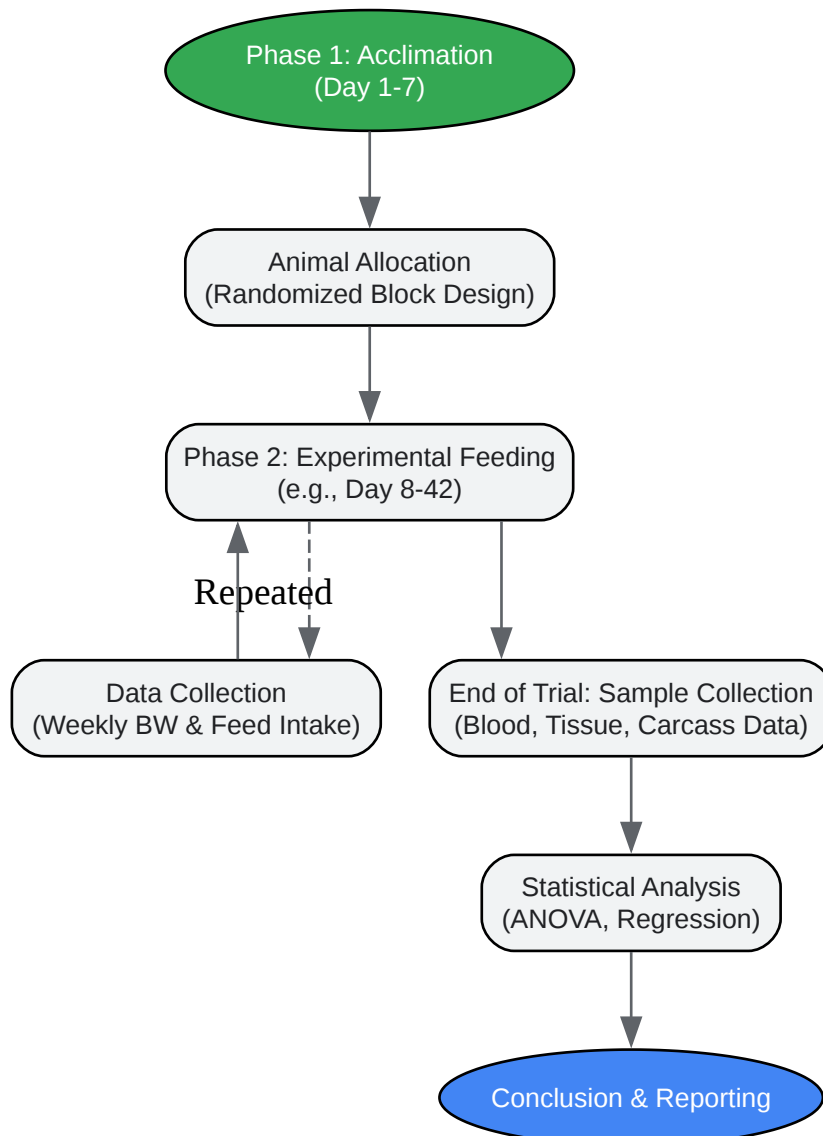 Phase 1: Acclimation
(Day 1-7)
Animal Allocation
(Randomized Block Design)
Phase 2: Experimental Feeding
(e.g., Day 8-42)
Repeated
Data Collection
(Weekly BW & Feed Intake)
End of Trial: Sample Collection
(Blood, Tissue, Carcass Data)
Statistical Analysis
(ANOVA, Regression)
Conclusion & Reporting